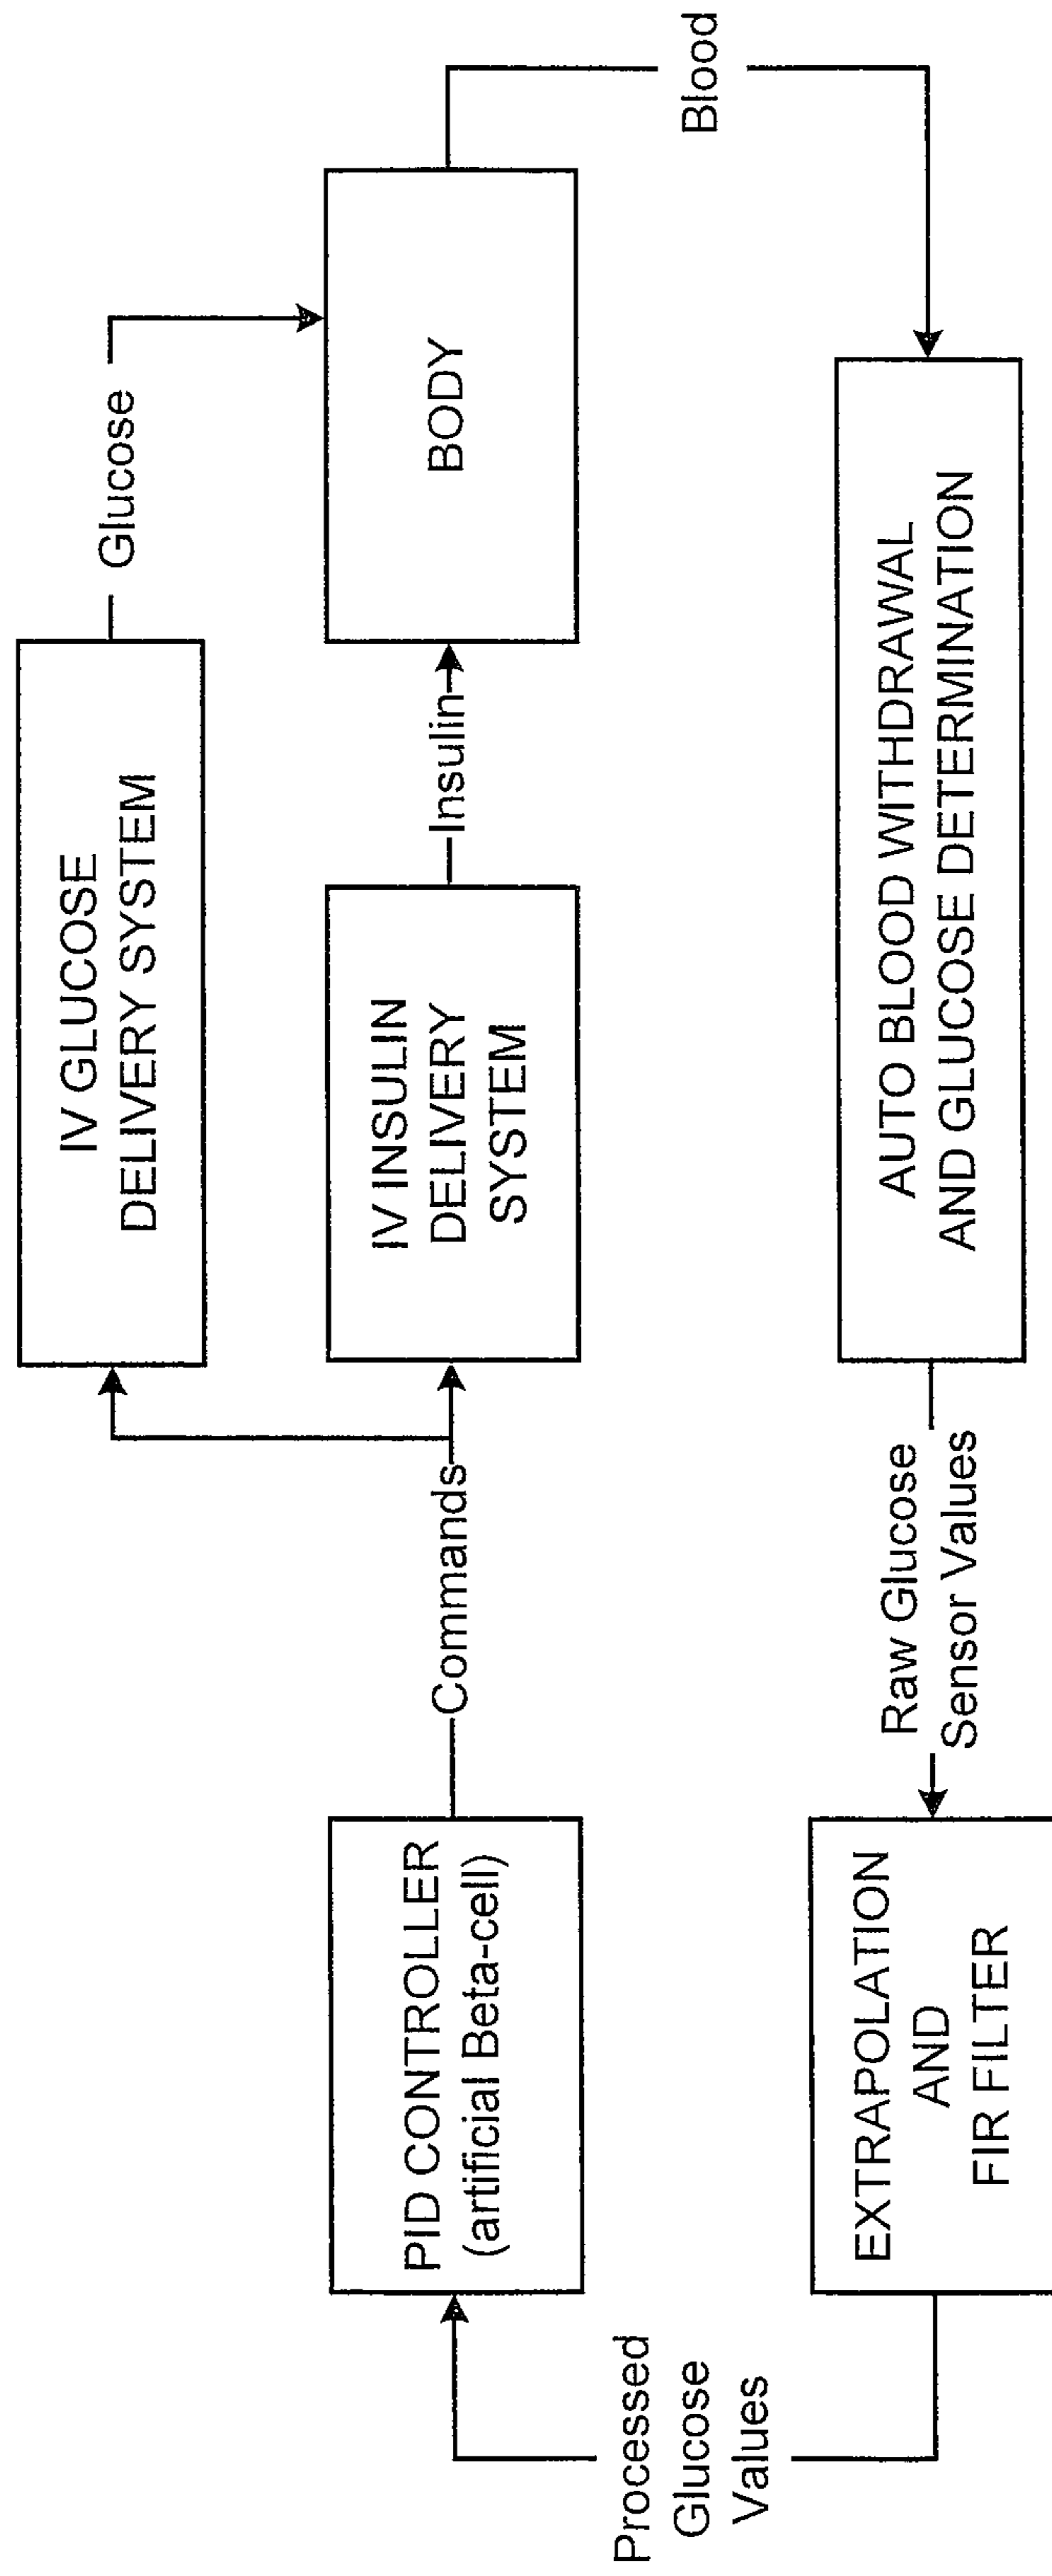 IV GLUCOSE
DELIVERY SYSTEM
Glucose
PID CONTROLLER
(artificial Beta-cell)
Commands
IV INSULIN
DELIVERY
SYSTEM
Insulin
BODY
Blood
Processed
Glucose
Values
EXTRAPOLATION
AND
FIR FILTER
Raw Glucose
Sensor Values
AUTO BLOOD WITHDRAWAL
AND GLUCOSE DETERMINATION